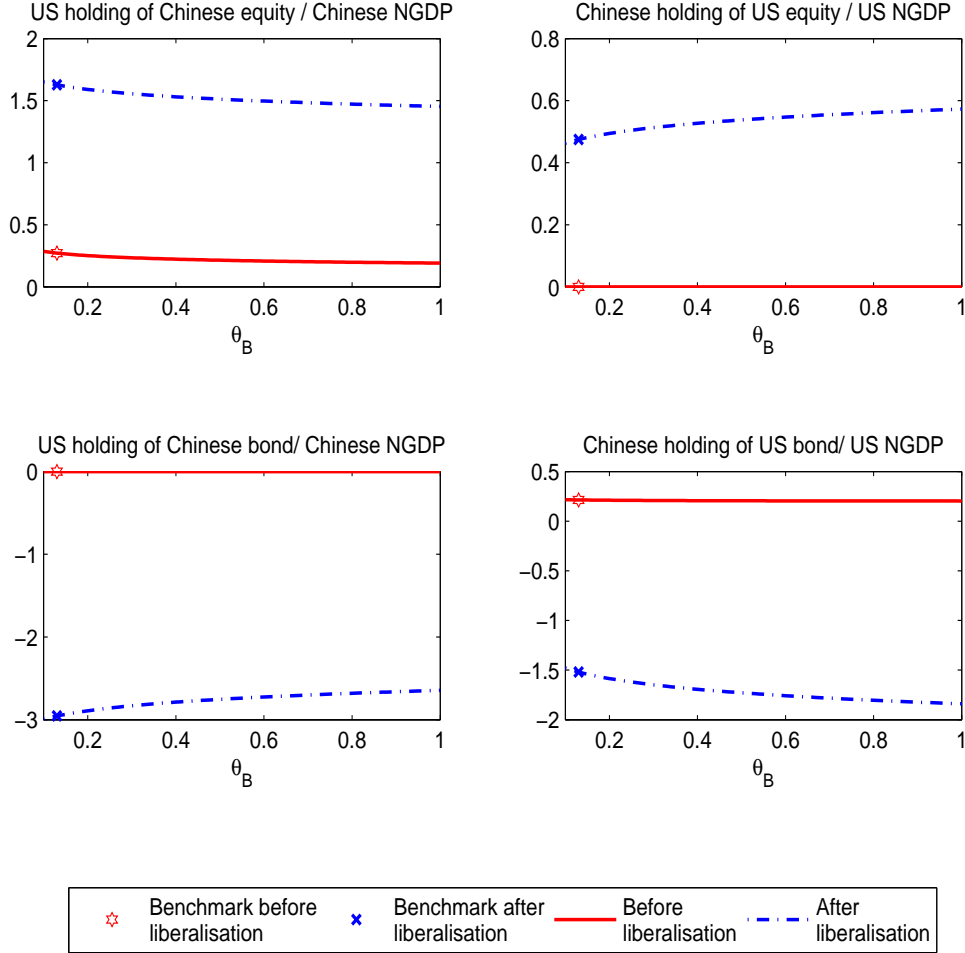 US holding of Chinese equity / Chinese NGDP
2
1.5
1
0.5
0
0.2 0.4 0.6 0.8 1
θ_B
Chinese holding of US equity / US NGDP
0.8
0.6
0.4
0.2
0
0.2 0.4 0.6 0.8 1
θ_B
US holding of Chinese bond/ Chinese NGDP
0
−1
−2
−3
0.2 0.4 0.6 0.8 1
θ_B
Chinese holding of US bond/ US NGDP
0.5
0
−0.5
−1
−1.5
−2
0.2 0.4 0.6 0.8 1
θ_B
Benchmark before
liberalisation
Benchmark after
liberalisation
Before
liberalisation
After
liberalisation